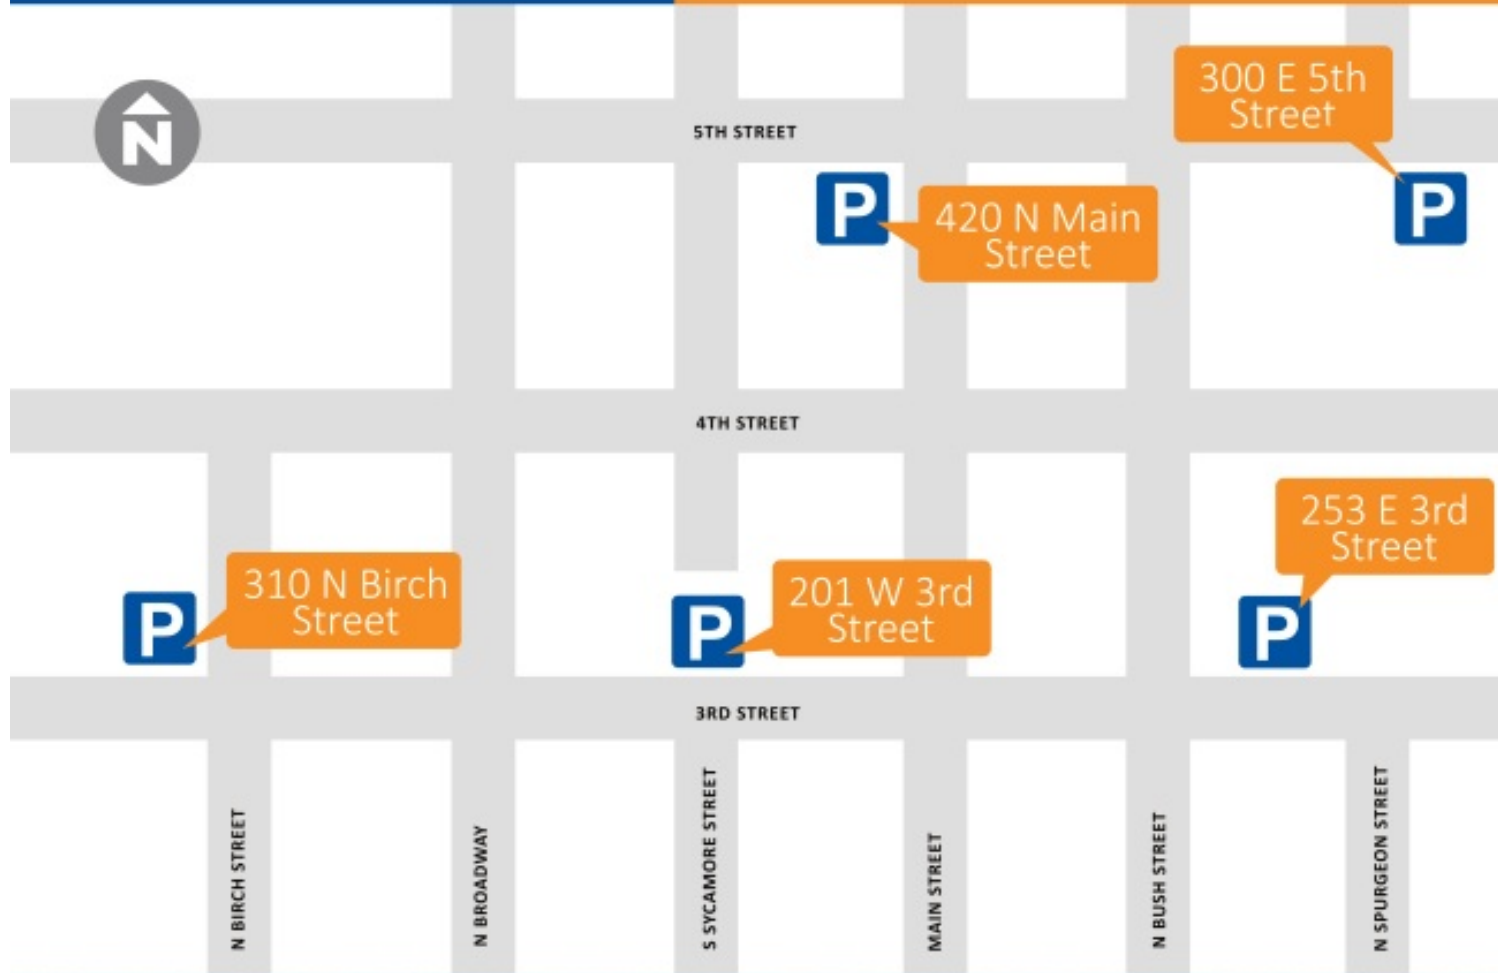 N
300 E 5th
Street
5TH STREET
P
P
420 N Main
Street
4TH STREET
253 E 3rd
Street
310 N Birch
Street
201 W 3rd
Street
P
P
P
3RD STREET
N BIRCH STREET
N BROADWAY
S SYCAMORE STREET
MAIN STREET
N BUSH STREET
N SPURGEON STREET